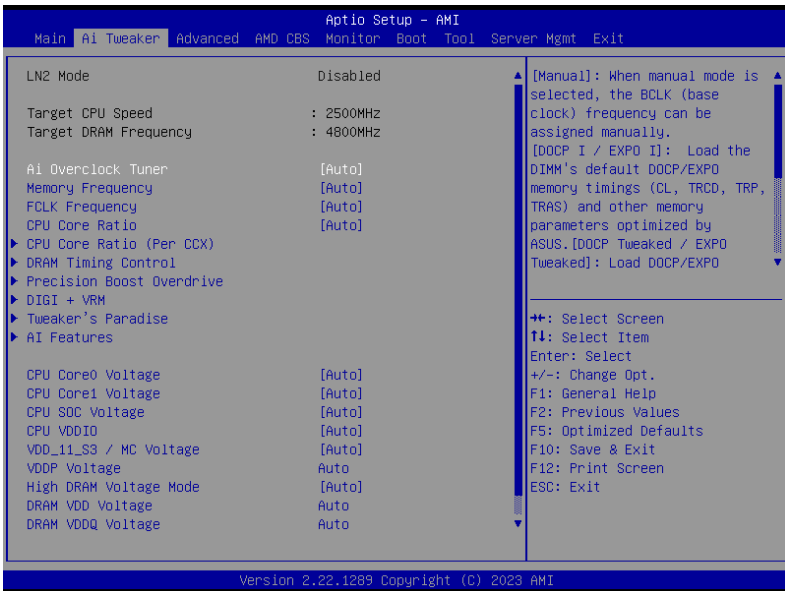 Aptio Setup – AMI
Main Ai Tweaker Advanced AMD CBS Monitor Boot Tool Server Mgmt Exit
LN2 Mode Disabled
Target CPU Speed : 2500MHz
Target DRAM Frequency : 4800MHz
Ai Overclock Tuner [Auto]
Memory Frequency [Auto]
FCLK Frequency [Auto]
CPU Core Ratio [Auto]
CPU Core Ratio (Per CCX)
DRAM Timing Control
Precision Boost Overdrive
DIGI + VRM
Tweaker's Paradise
AI Features
CPU Core0 Voltage [Auto]
CPU Core1 Voltage [Auto]
CPU SOC Voltage [Auto]
CPU VDDIO [Auto]
VDD_11_S3 / MC Voltage [Auto]
VDDP Voltage Auto
High DRAM Voltage Mode [Auto]
DRAM VDD Voltage Auto
DRAM VDDQ Voltage Auto
[Manual]: When manual mode is
selected, the BCLK (base
clock) frequency can be
assigned manually.
[DOCP I / EXPO I]: Load the
DIMM's default DOCP/EXPO
memory timings (CL, TRCD, TRP,
TRAS) and other memory
parameters optimized by
ASUS.[DOCP Tweaked / EXPO
Tweaked]: Load DOCP/EXPO
→←: Select Screen
↑↓: Select Item
Enter: Select
+/-: Change Opt.
F1: General Help
F2: Previous Values
F5: Optimized Defaults
F10: Save & Exit
F12: Print Screen
ESC: Exit
Version 2.22.1289 Copyright (C) 2023 AMI